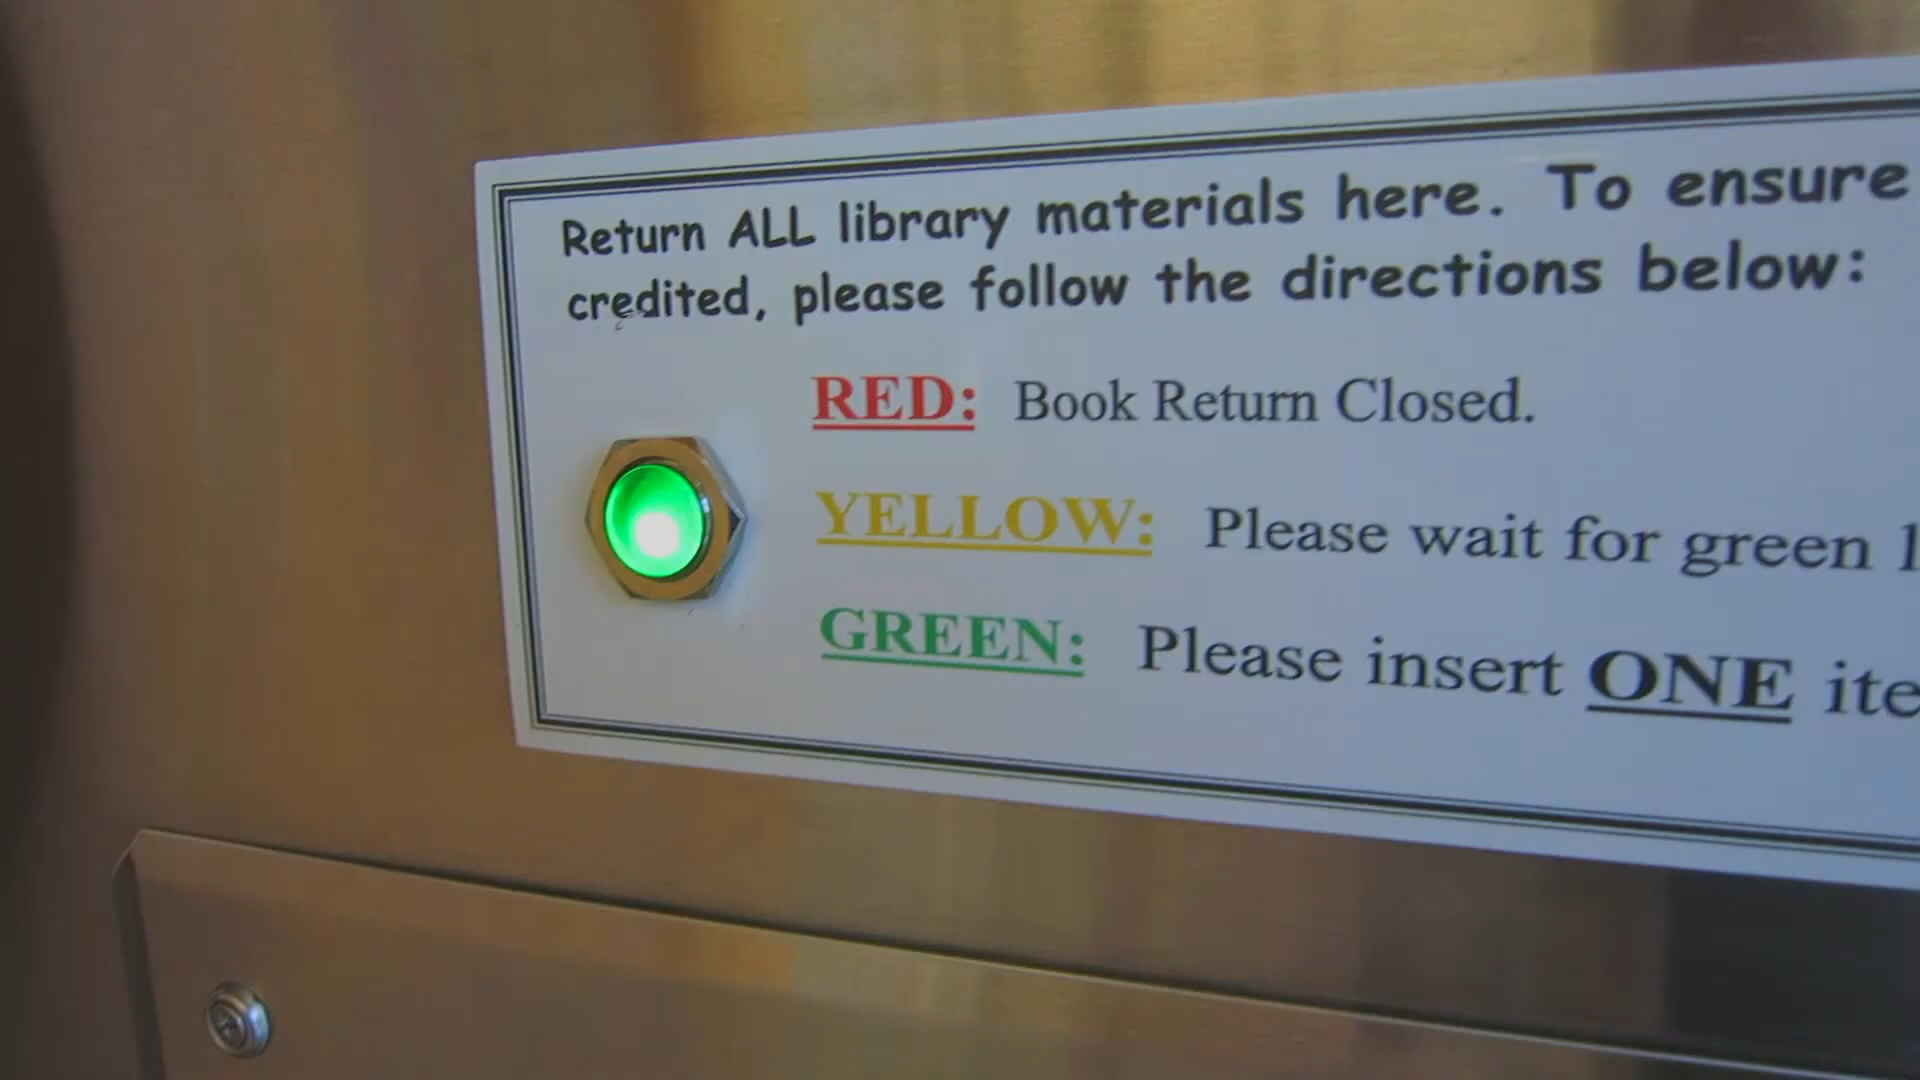 Return ALL library materials here. To ensure
credited, please follow the directions below:
RED: Book Return Closed.
YELLOW: Please wait for green
GREEN: Please insert ONE